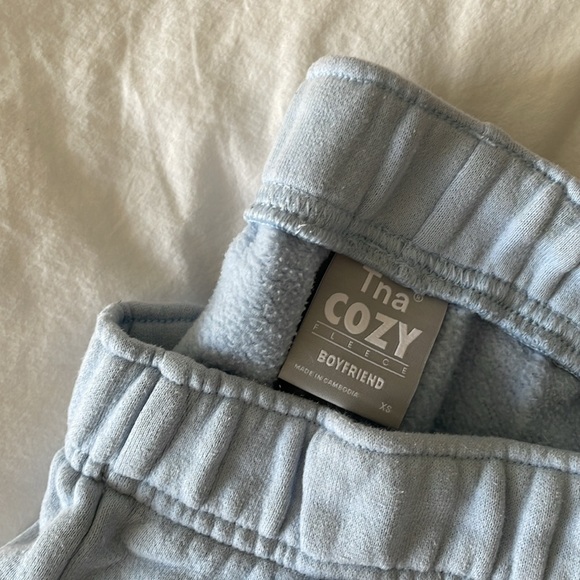 Tna®
COZY
FLEECE
BOYFRIEND
MADE IN CAMBODIA
XS